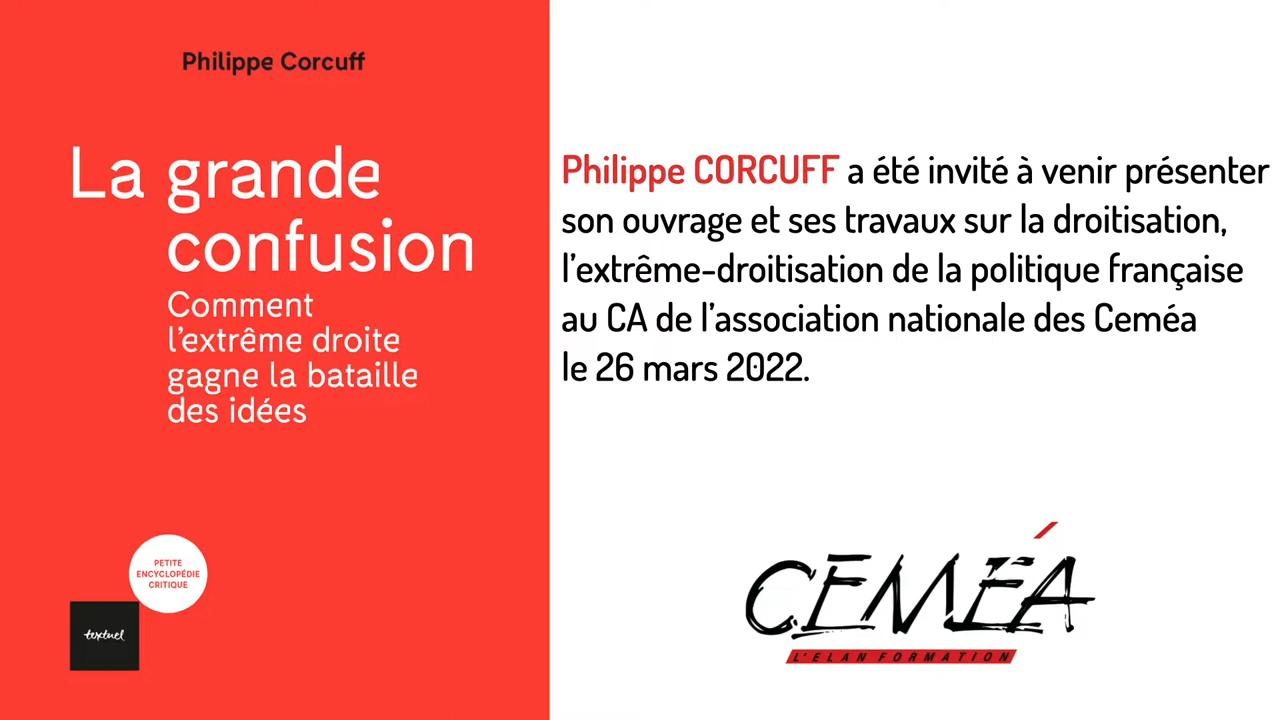 Philippe Corcuff
La grande
confusion
Comment
l'extrême droite
gagne la bataille
des idées
PETITE
ENCYCLOPÉDIE
CRITIQUE
textuel
Philippe CORCUFF a été invité à venir présenter
son ouvrage et ses travaux sur la droitisation,
l'extrême-droitisation de la politique française
au CA de l'association nationale des Ceméa
le 26 mars 2022.
CEMÉA
L'ELAN FORMATION